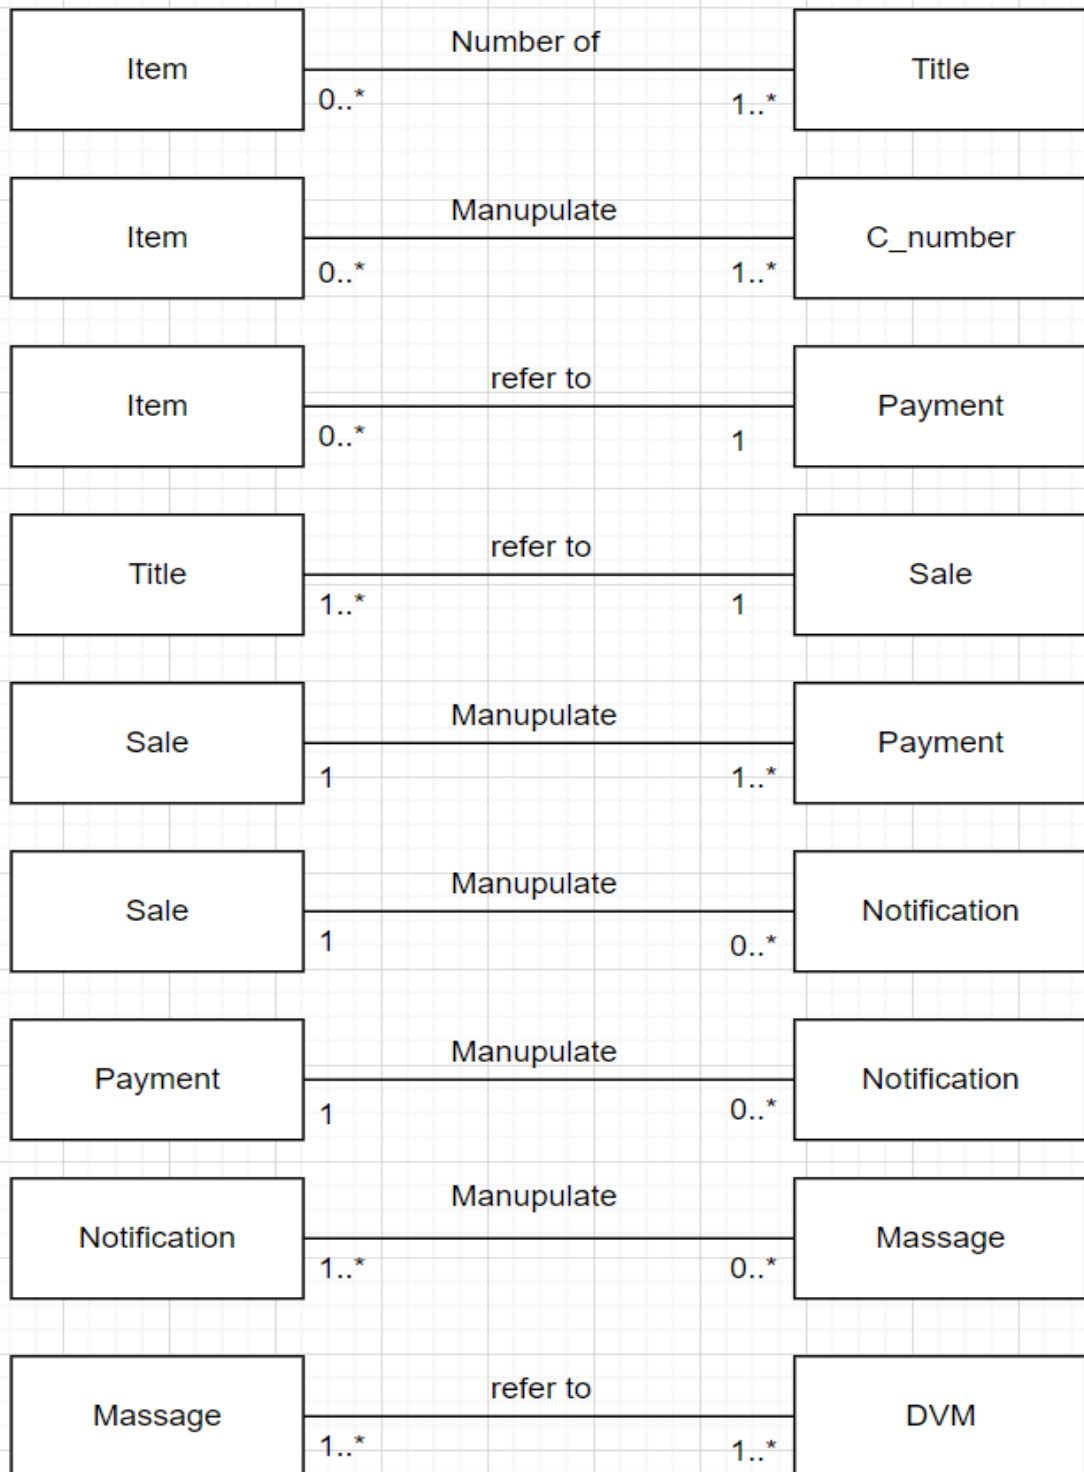 Number of
Item
Title
0..*
1..*
Manupulate
Item
C_number
0..*
1..*
refer to
Item
Payment
0..*
1
refer to
Title
Sale
1..*
1
Manupulate
Sale
Payment
1
1..*
Manupulate
Sale
Notification
1
0..*
Manupulate
Payment
Notification
1
0..*
Manupulate
Notification
Massage
1..*
0..*
refer to
Massage
DVM
1..*
1..*